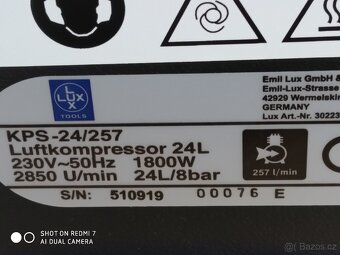 Emil Lux GmbH &
Emil-Lux-Strasse
42929 Wermelski
GERMANY
Lux Art.-Nr. 30223
LUX
TOOLS
KPS-24/257
Luftkompressor 24L
230V~50Hz 1800W
2850 U/min 24L/8bar
257 l/min
S/N: 510919 00076 E
SHOT ON REDMI 7
AI DUAL CAMERA
Bazoš.cz